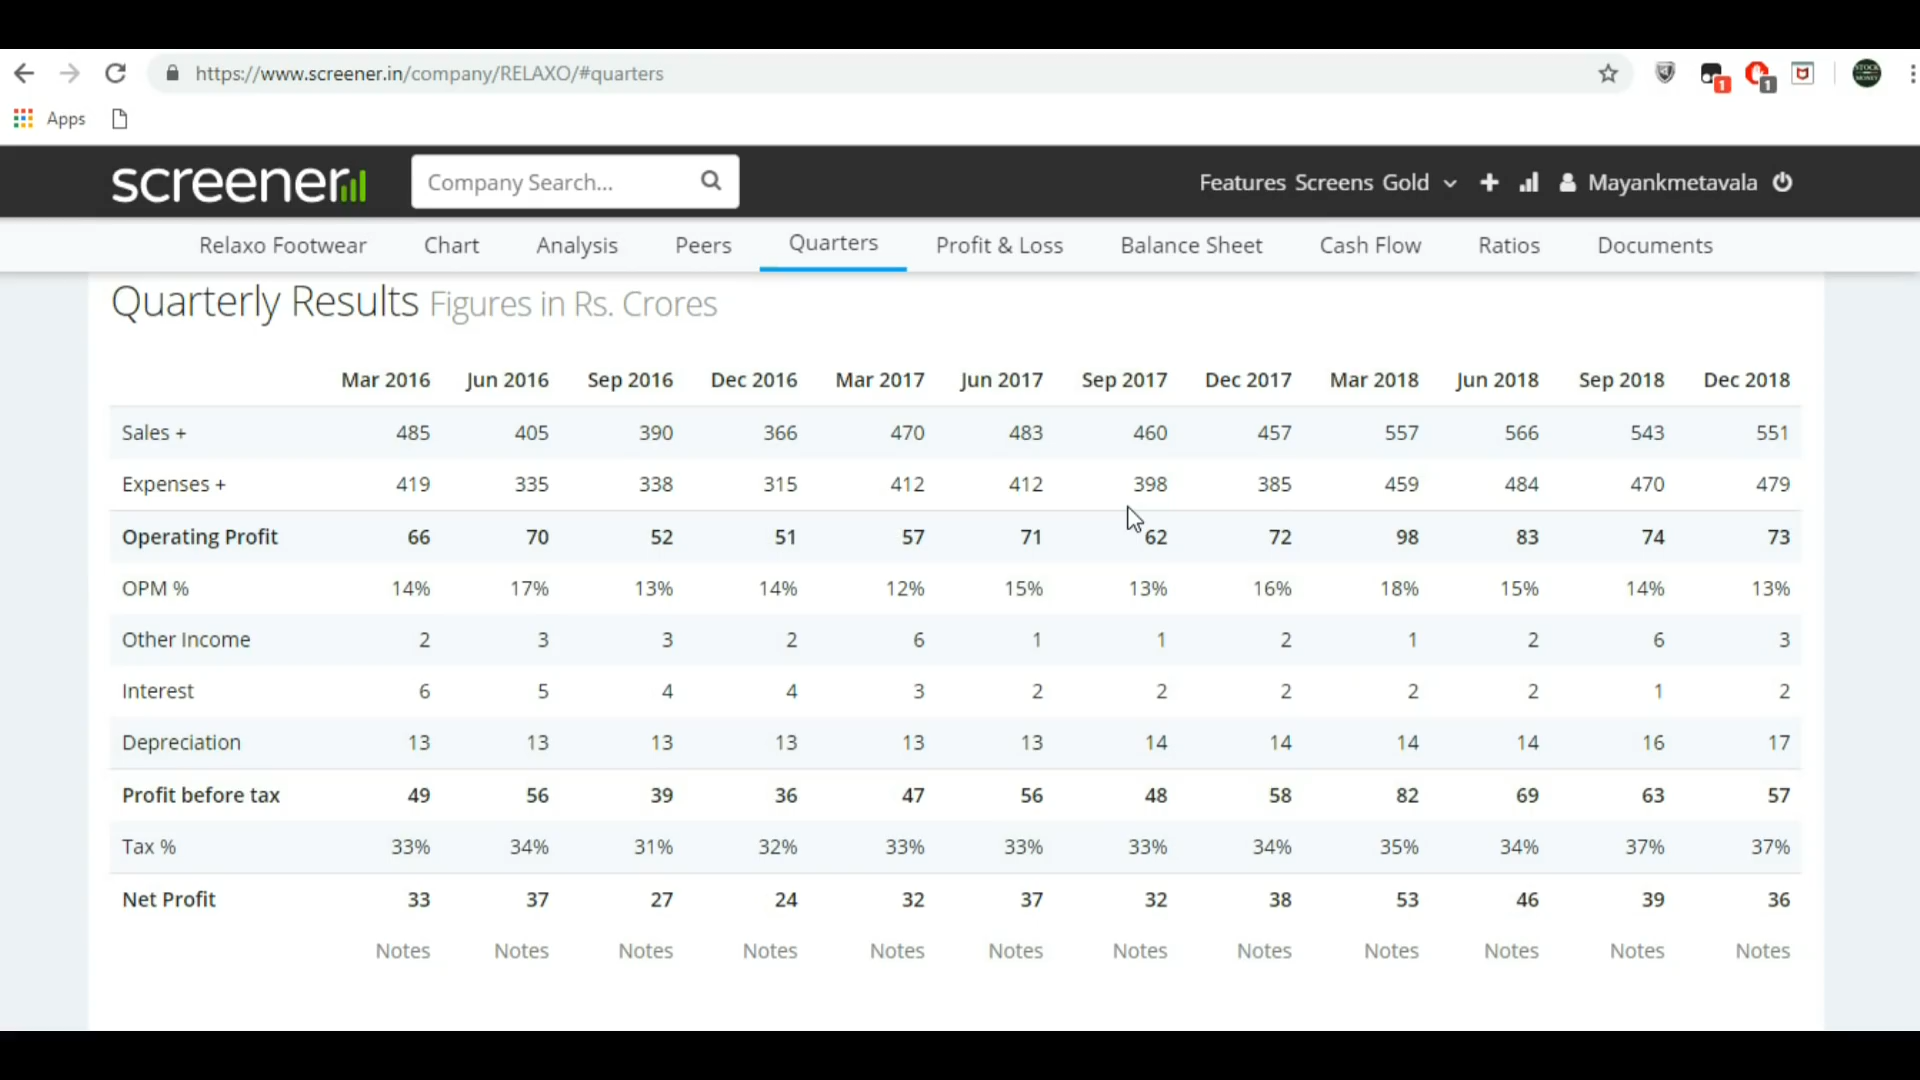 https://www.screener.in/company/RELAXO/#quarters
1
1
STOCK
MONEY
Apps
screener
Company Search...
Features Screens Gold
Mayankmetavala
Relaxo Footwear Chart Analysis Peers Quarters Profit & Loss Balance Sheet Cash Flow Ratios Documents
Quarterly Results Figures in Rs. Crores
Mar 2016 Jun 2016 Sep 2016 Dec 2016 Mar 2017 Jun 2017 Sep 2017 Dec 2017 Mar 2018 Jun 2018 Sep 2018 Dec 2018
Sales + 485 405 390 366 470 483 460 457 557 566 543 551
Expenses + 419 335 338 315 412 412 398 385 459 484 470 479
Operating Profit 66 70 52 51 57 71 62 72 98 83 74 73
OPM % 14% 17% 13% 14% 12% 15% 13% 16% 18% 15% 14% 13%
Other Income 2 3 3 2 6 1 1 2 1 2 6 3
Interest 6 5 4 4 3 2 2 2 2 2 1 2
Depreciation 13 13 13 13 13 13 14 14 14 14 16 17
Profit before tax 49 56 39 36 47 56 48 58 82 69 63 57
Tax % 33% 34% 31% 32% 33% 33% 33% 34% 35% 34% 37% 37%
Net Profit 33 37 27 24 32 37 32 38 53 46 39 36
Notes Notes Notes Notes Notes Notes Notes Notes Notes Notes Notes Notes